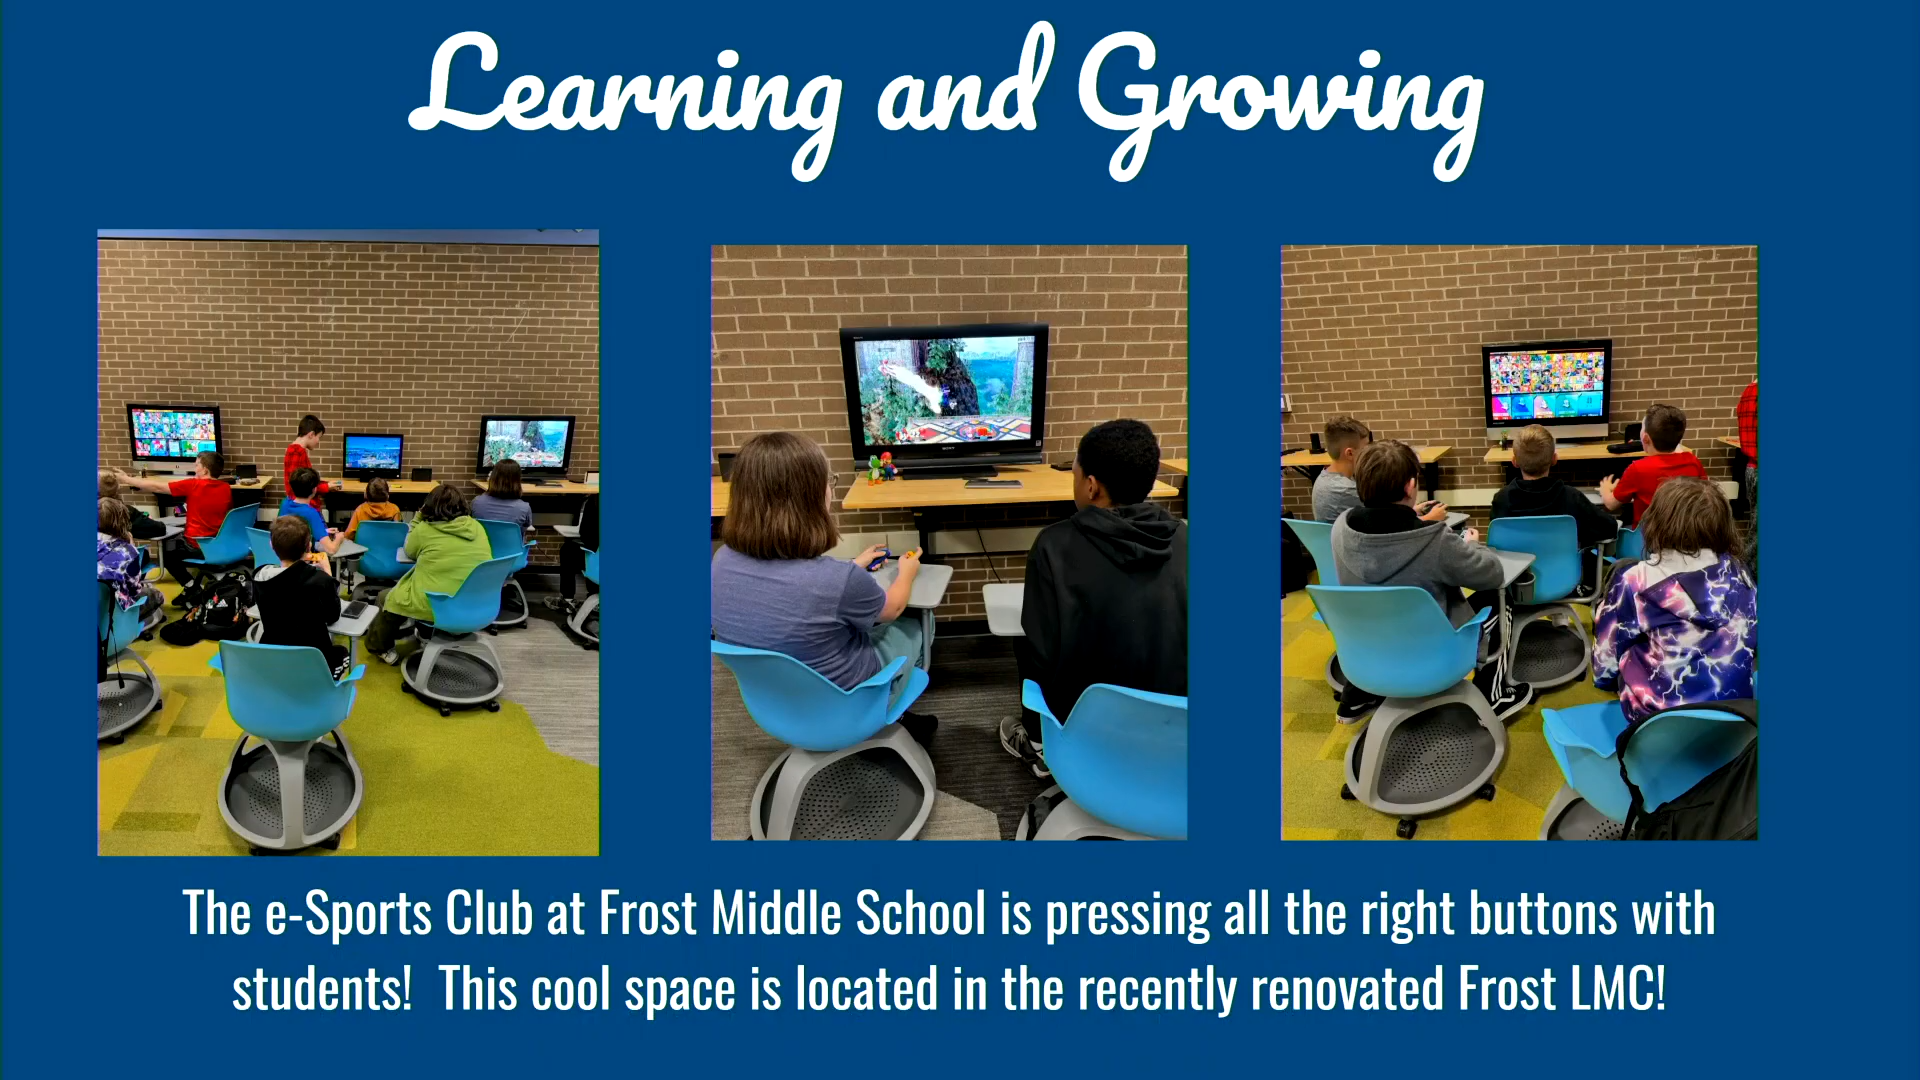 Learning and Growing
The e-Sports Club at Frost Middle School is pressing all the right buttons with
students!  This cool space is located in the recently renovated Frost LMC!